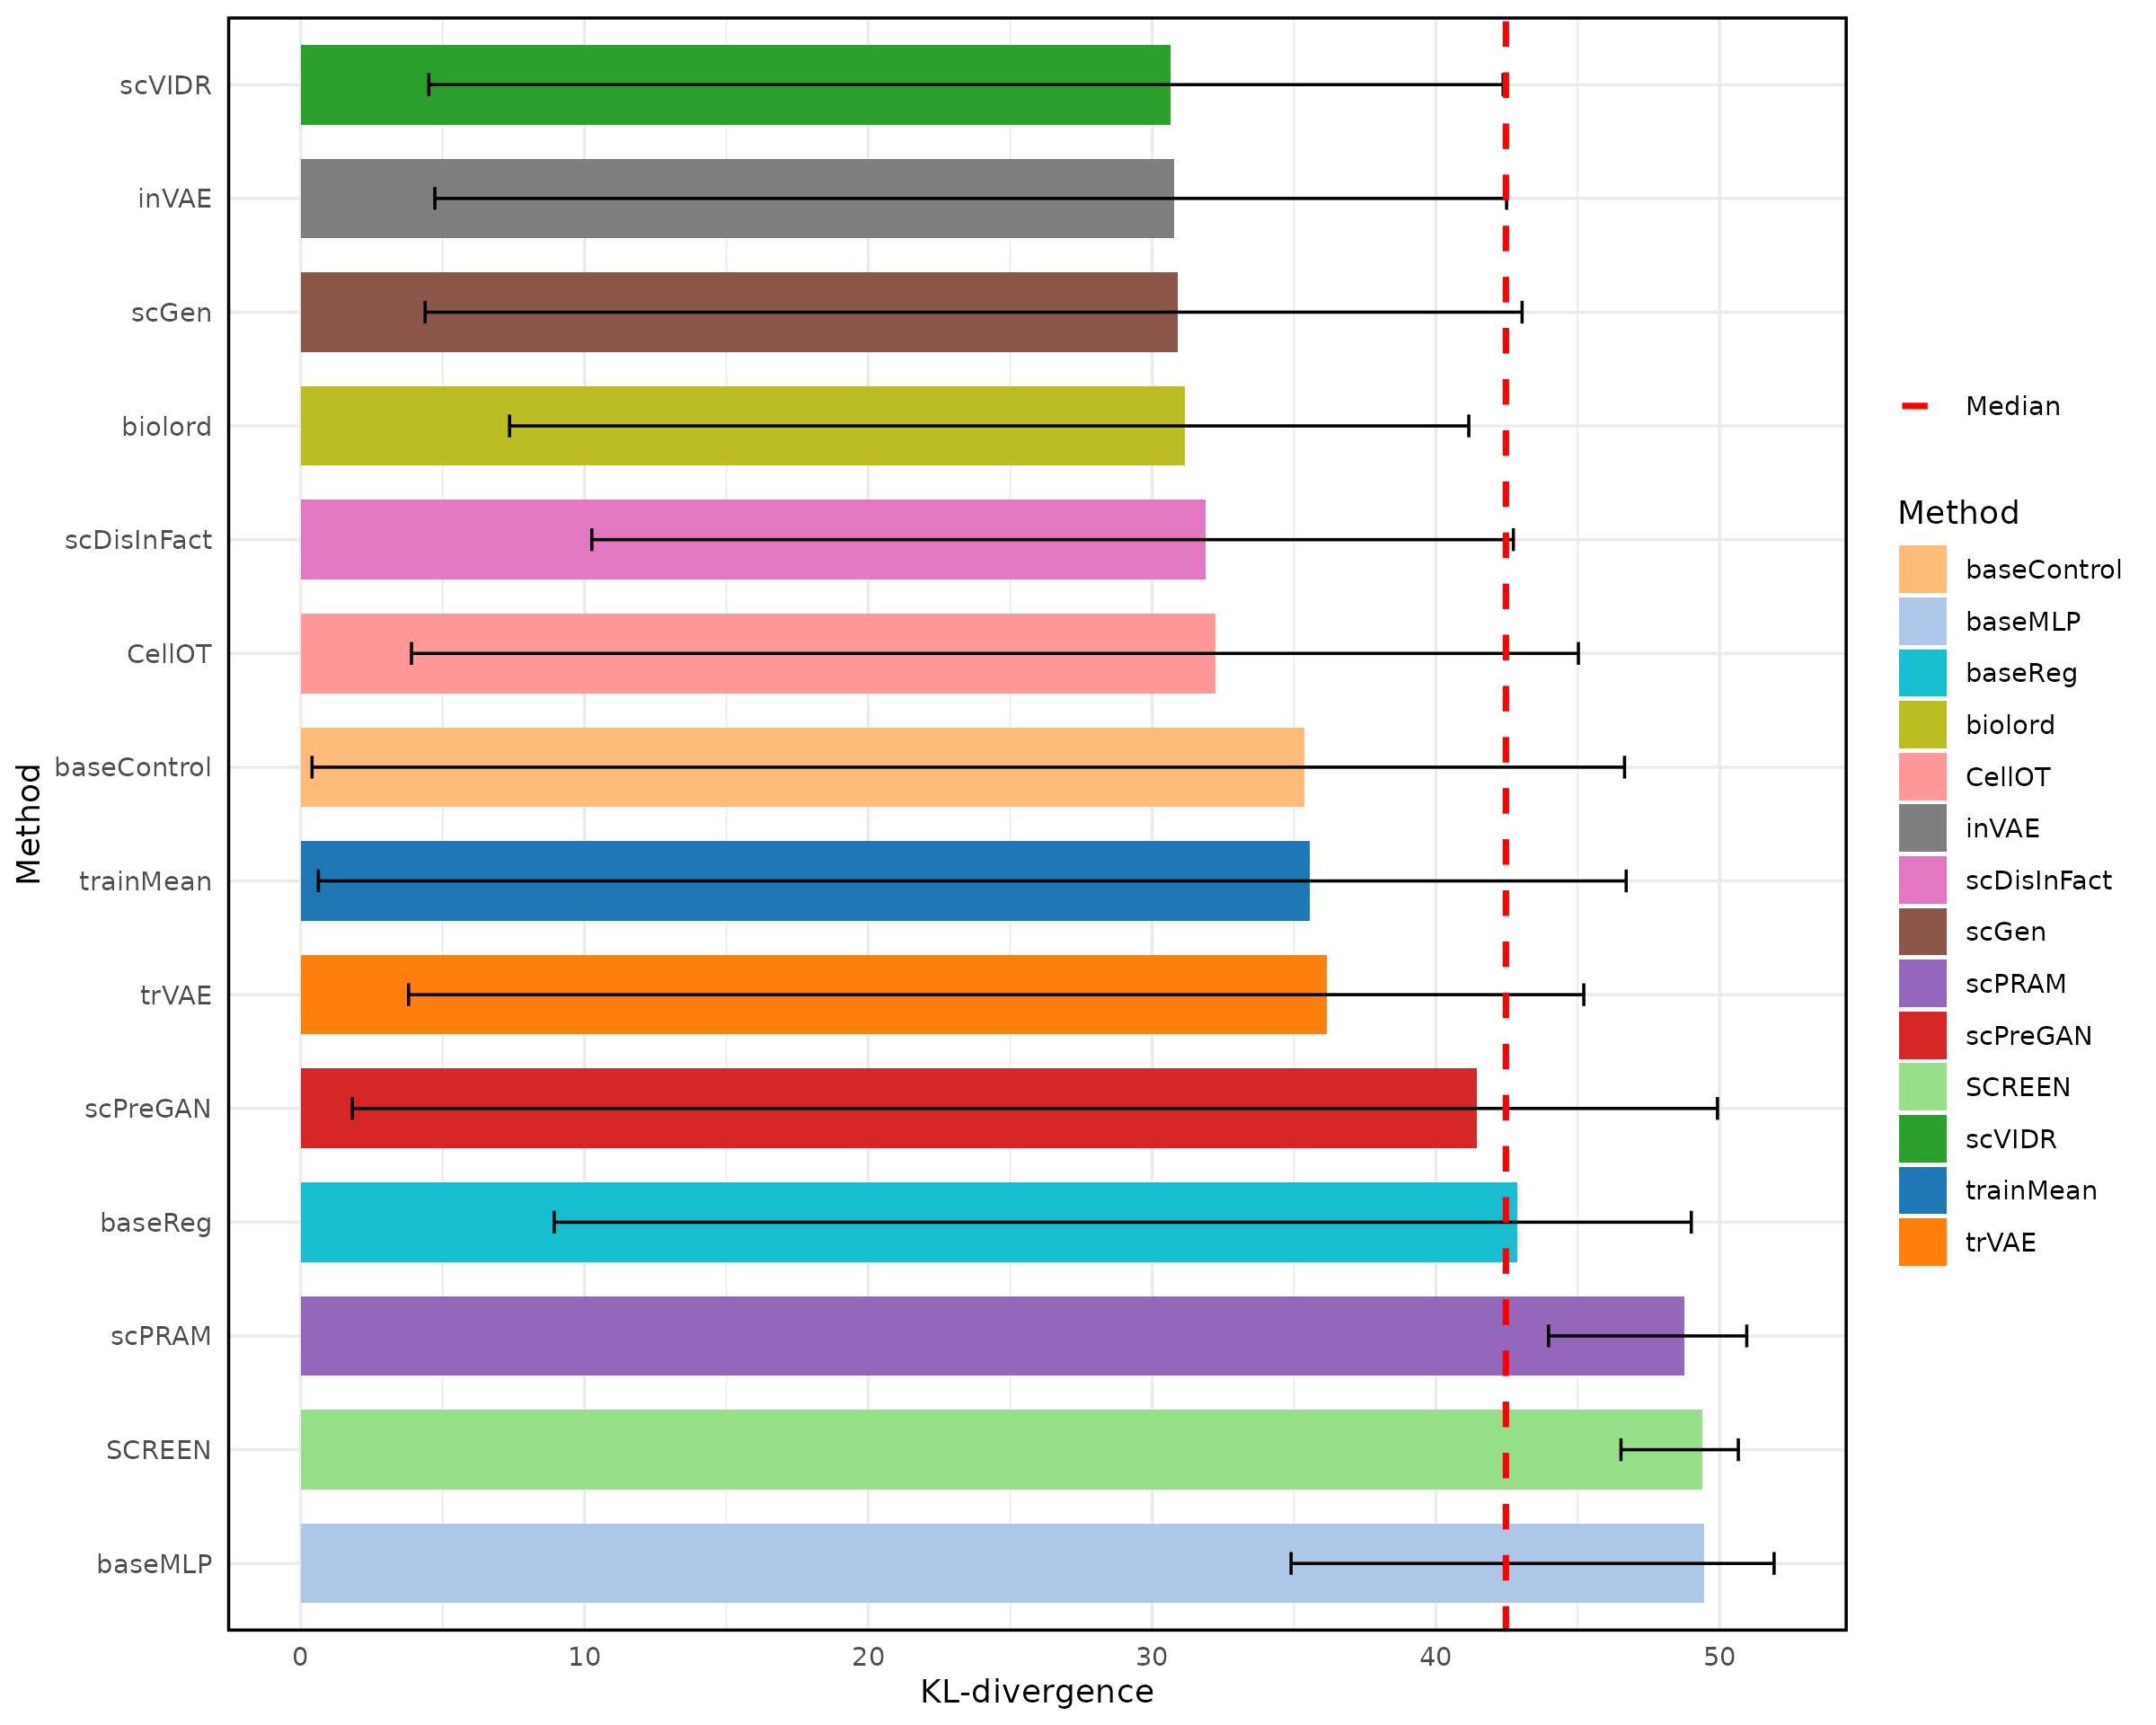 scVIDR
inVAE
scGen
biolord
scDisInFact
CellOT
baseControl
trainMean
trVAE
scPreGAN
baseReg
scPRAM
SCREEN
baseMLP
Method
0 10 20 30 40 50
KL-divergence
Median
Method
baseControl
baseMLP
baseReg
biolord
CellOT
inVAE
scDisInFact
scGen
scPRAM
scPreGAN
SCREEN
scVIDR
trainMean
trVAE